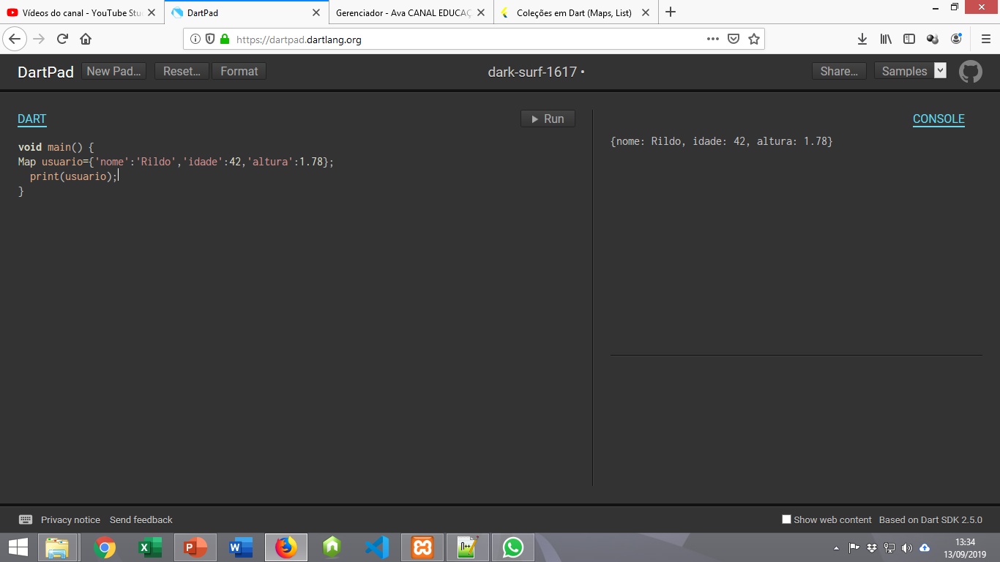 Vídeos do canal - YouTube Stu
DartPad
Gerenciador - Ava CANAL EDUCAÇ
Coleções em Dart (Maps, List)
https://dartpad.dartlang.org
DartPad
New Pad...
Reset...
Format
dark-surf-1617 •
Share...
Samples
DART
Run
CONSOLE
void main() {
Map usuario={'nome':'Rildo','idade':42,'altura':1.78};
print(usuario);
}
{nome: Rildo, idade: 42, altura: 1.78}
Privacy notice
Send feedback
Show web content
Based on Dart SDK 2.5.0
13:34
13/09/2019